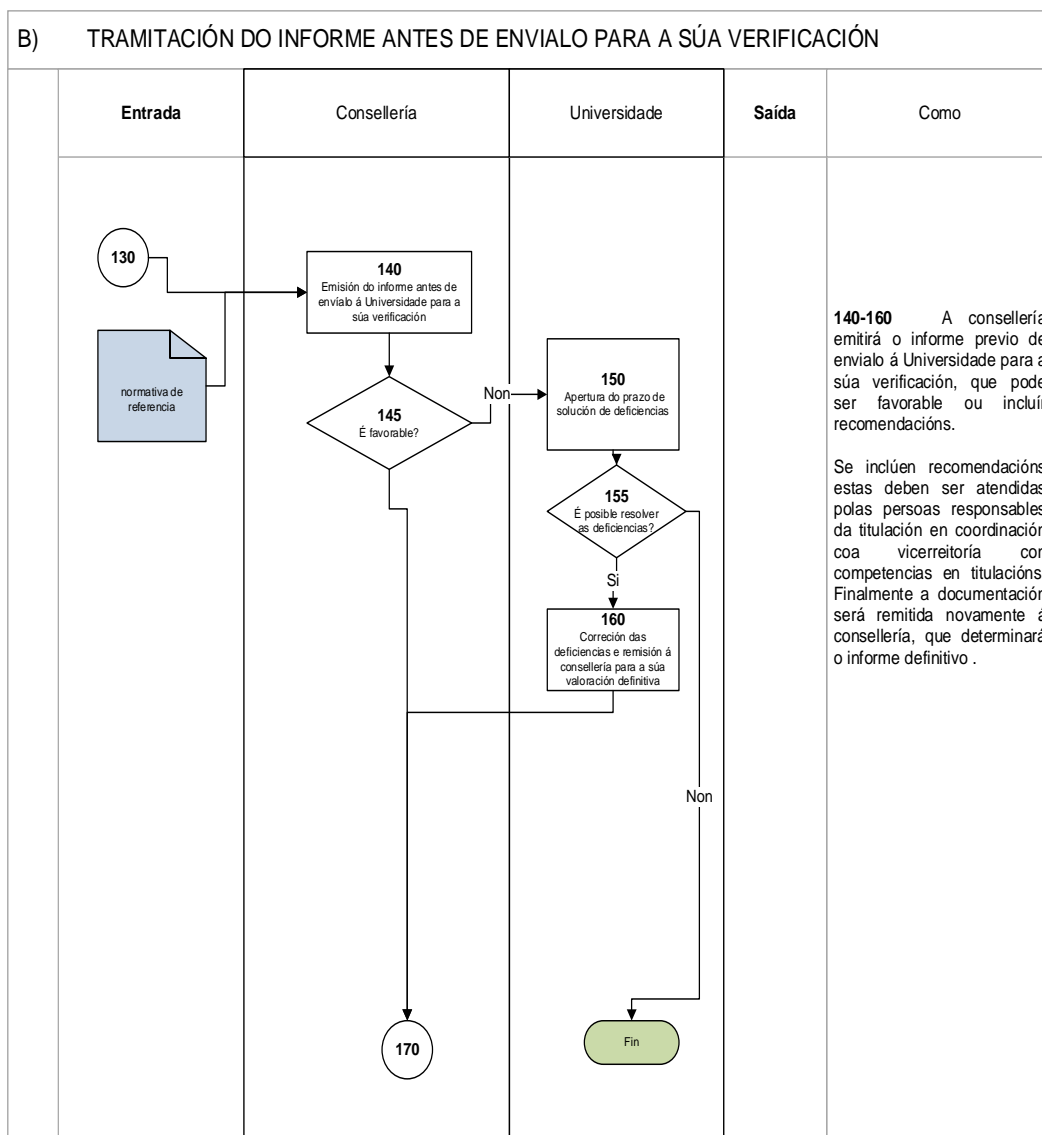 B) TRAMITACIÓN DO INFORME ANTES DE ENVIALO PARA A SÚA VERIFICACIÓN
Entrada
Consellería
Universidade
Saída
Como
130
normativa de
referencia
140
Emisión do informe antes de
envíalo á Universidade para a
súa verificación
145
É favorable?
Non
150
Apertura do prazo de
solución de deficiencias
155
É posible resolver
as deficiencias?
Si
160
Correción das
deficiencias e remisión á
consellería para a súa
valoración definitiva
Non
170
Fin
140-160 A consellería
emitirá o informe previo de
envialo á Universidade para a
súa verificación, que pode
ser favorable ou incluír
recomendacións.
Se inclúen recomendacións
estas deben ser atendidas
polas persoas responsables
da titulación en coordinación
coa vicerreitoría con
competencias en titulacións
Finalmente a documentación
será remitida novamente á
consellería, que determinará
o informe definitivo .